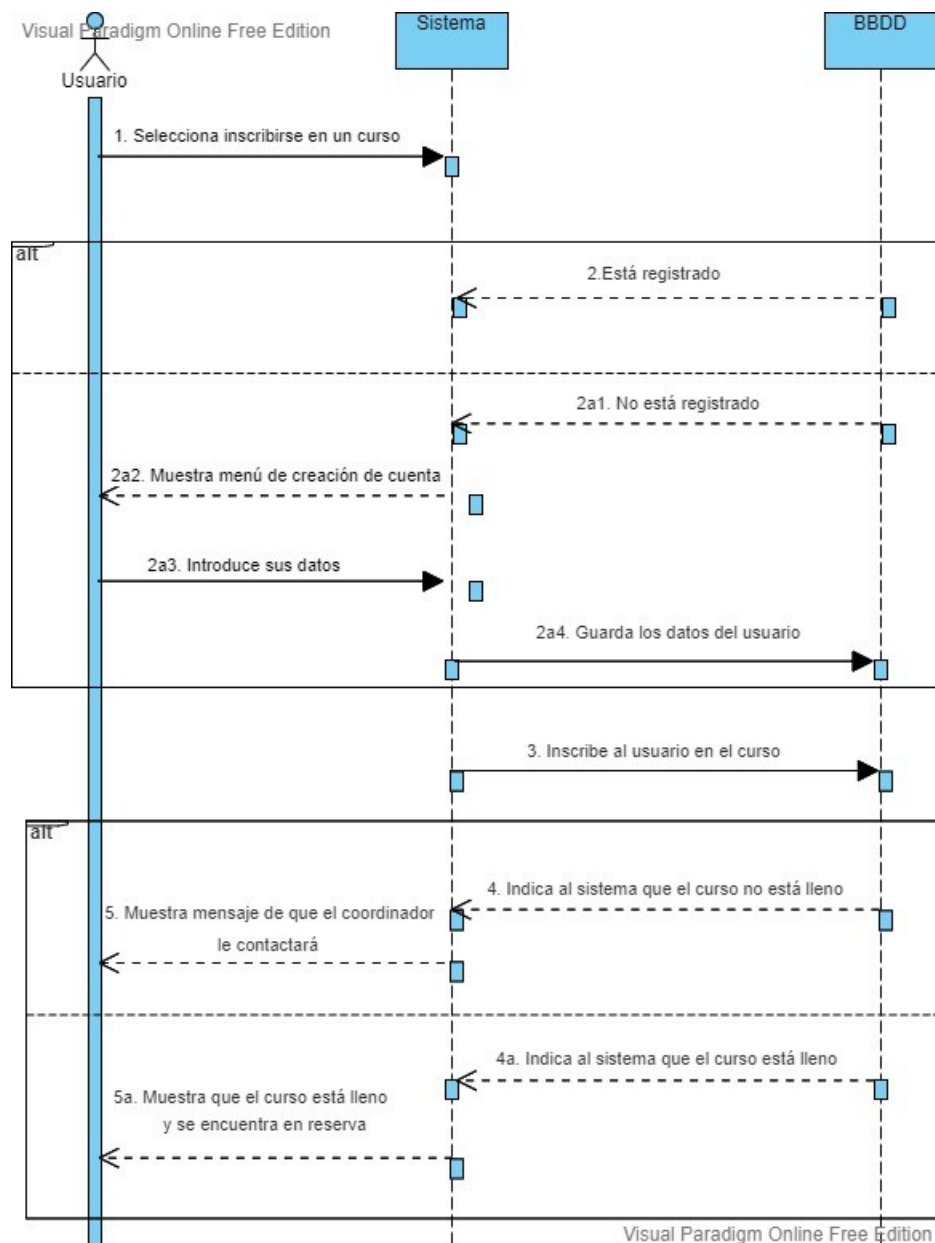 Visual Paradigm Online Free Edition
Sistema
BBDD
Usuario
1. Selecciona inscribirse en un curso
alt
2.Está registrado
2a1. No está registrado
2a2. Muestra menú de creación de cuenta
2a3. Introduce sus datos
2a4. Guarda los datos del usuario
3. Inscribe al usuario en el curso
alt
4. Indica al sistema que el curso no está lleno
5. Muestra mensaje de que el coordinador
le contactará
4a. Indica al sistema que el curso está lleno
5a. Muestra que el curso está lleno
y se encuentra en reserva
Visual Paradigm Online Free Edition